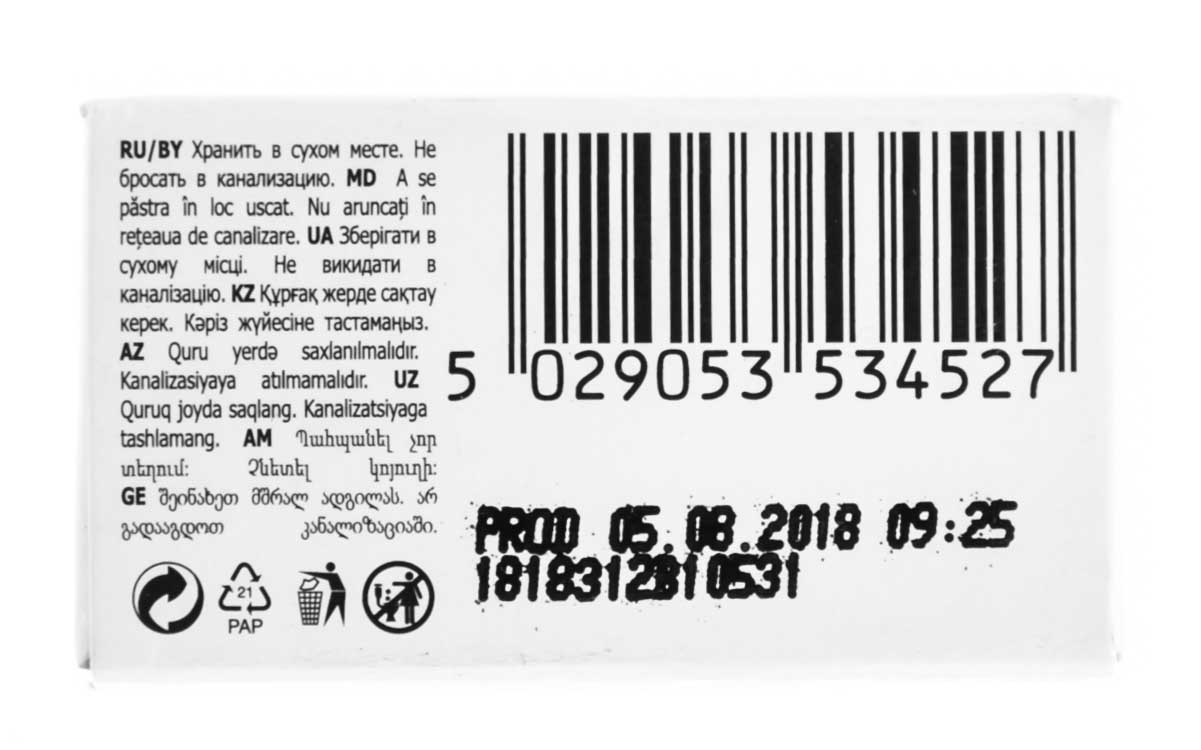 RU/BY Хранить в сухом месте. Не
бросать в канализацию. MD A se
păstra în loc uscat. Nu aruncați în
rețeaua de canalizare. UA Зберігати в
сухому місці. Не викидати в
каналізацію. KZ Құрғақ жерде сақтау
керек. Кәріз жүйесіне тастамаңыз.
AZ Quru yerdə saxlanılmalıdır.
Kanalizasiyaya atılmamalıdır. UZ
Quruq joyda saqlang. Kanalizatsiyaga
tashlamang. AM Պահպանել չոր
տեղում: Չնետել կոյուղի:
GE შეინახეთ მშრალ ადგილას. არ
გადააგდოთ კანალიზაციაში.
21
PAP
5 029053 534527
PROD 05.08.2018 09:25